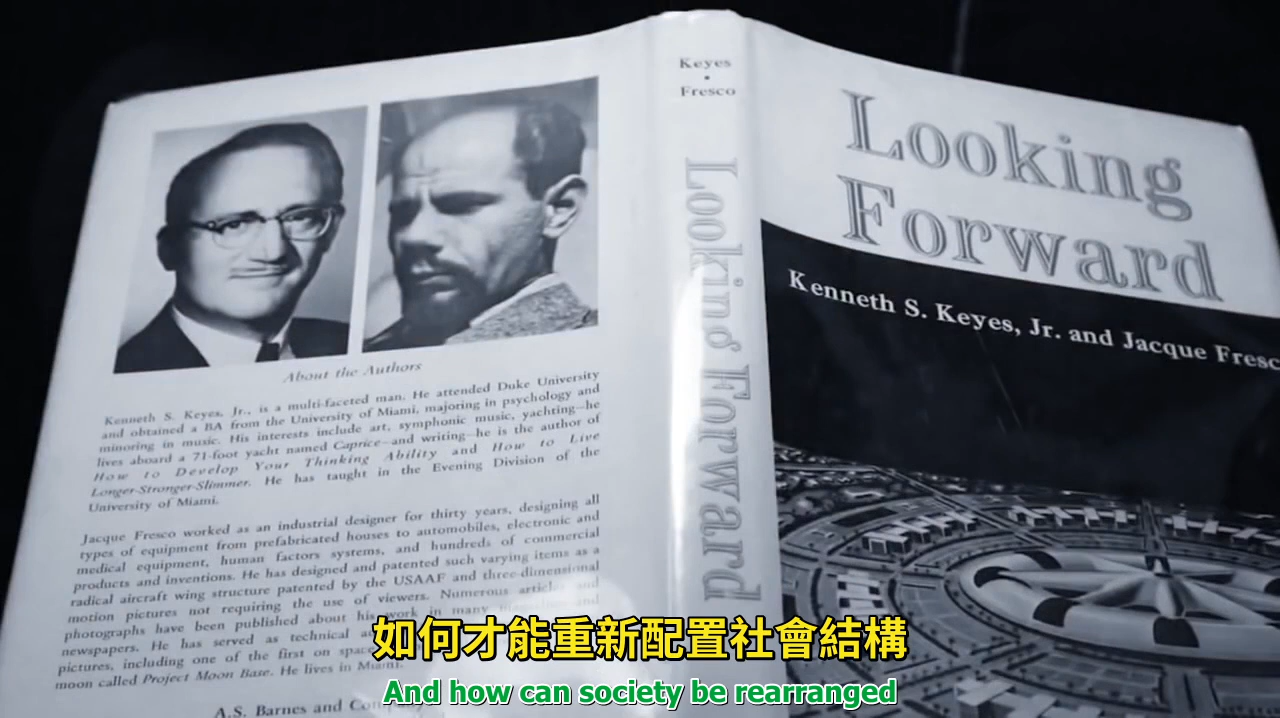 About the Authors
Kenneth S. Keyes, Jr., is a multi-faceted man. He attended Duke University
and obtained a BA from the University of Miami, majoring in psychology and
minoring in music. His interests include art, symphonic music, yachting—he
lives aboard a 71-foot yacht named Caprice—and writing—he is the author of
How to Develop Your Thinking Ability and How to Live
Longer-Stronger-Slimmer. He has taught in the Evening Division of the
University of Miami.
Jacque Fresco worked as an industrial designer for thirty years, designing all
types of equipment from prefabricated houses to automobiles, electronic and
medical equipment, human factors systems, and hundreds of commercial
products and inventions. He has designed and patented such varying items as a
radical aircraft wing structure patented by the USAAF and three-dimensional
motion pictures not requiring the use of viewers. Numerous articles and
photographs have been published about his work in many
newspapers. He has served as technical
pictures, including one of the first on space
moon called Project Moon Base. He lives in Miami.
A.S. Barnes and Company
Keyes
•
Fresco
Looking Forward
Looking
Forward
Kenneth S. Keyes, Jr. and Jacque Fresc
如何才能重新配置社會結構
And how can society be rearranged